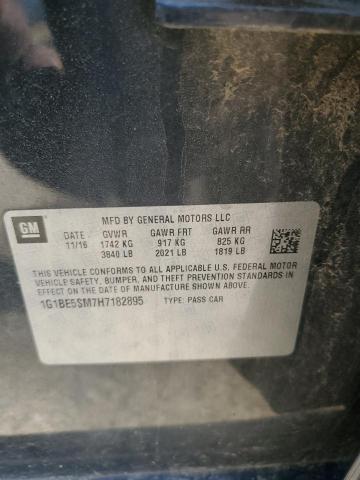 GM
MFD BY GENERAL MOTORS LLC
DATE GVWR GAWR FRT GAWR RR
11/16 1742 KG 917 KG 825 KG
3840 LB 2021 LB 1819 LB
THIS VEHICLE CONFORMS TO ALL APPLICABLE U.S. FEDERAL MOTOR
VEHICLE SAFETY, BUMPER, AND THEFT PREVENTION STANDARDS
IN EFFECT ON THE DATE OF MANUFACTURE SHOWN ABOVE.
1G1BE5SM7H7182895 TYPE: PASS CAR